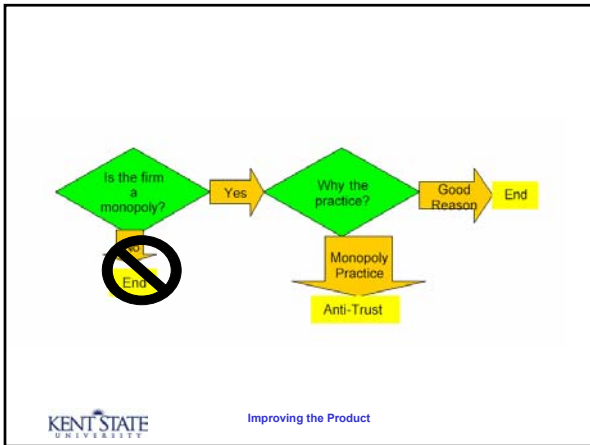 Is the firm
a
monopoly?
Yes
Why the
practice?
Good
Reason
End
End
Monopoly
Practice
Anti-Trust
KENT STATE
UNIVERSITY
Improving the Product